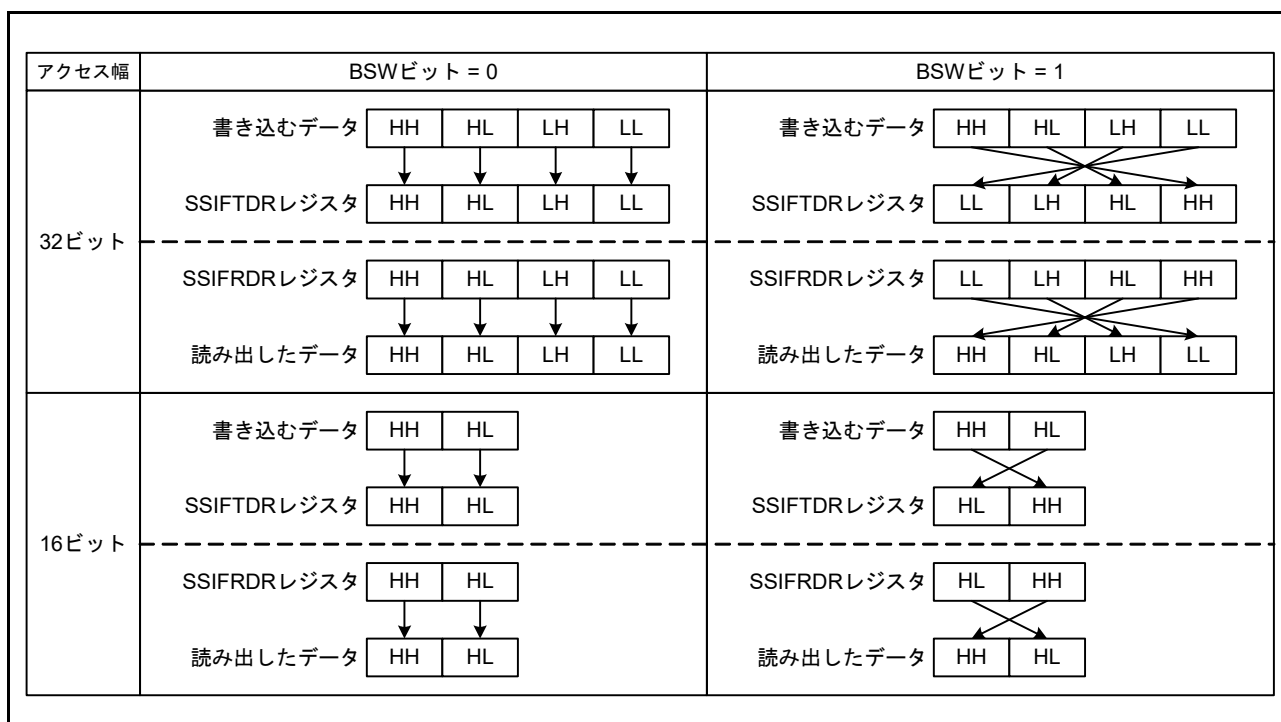 アクセス幅 BSWビット = 0 BSWビット = 1
書き込むデータ HH HL LH LL 書き込むデータ HH HL LH LL
SSIFTDRレジスタ HH HL LH LL SSIFTDRレジスタ LL LH HL HH
32ビット
SSIFRDRレジスタ HH HL LH LL SSIFRDRレジスタ LL LH HL HH
読み出したデータ HH HL LH LL 読み出したデータ HH HL LH LL
書き込むデータ HH HL 書き込むデータ HH HL
SSIFTDRレジスタ HH HL SSIFTDRレジスタ HL HH
16ビット
SSIFRDRレジスタ HH HL SSIFRDRレジスタ HL HH
読み出したデータ HH HL 読み出したデータ HH HL